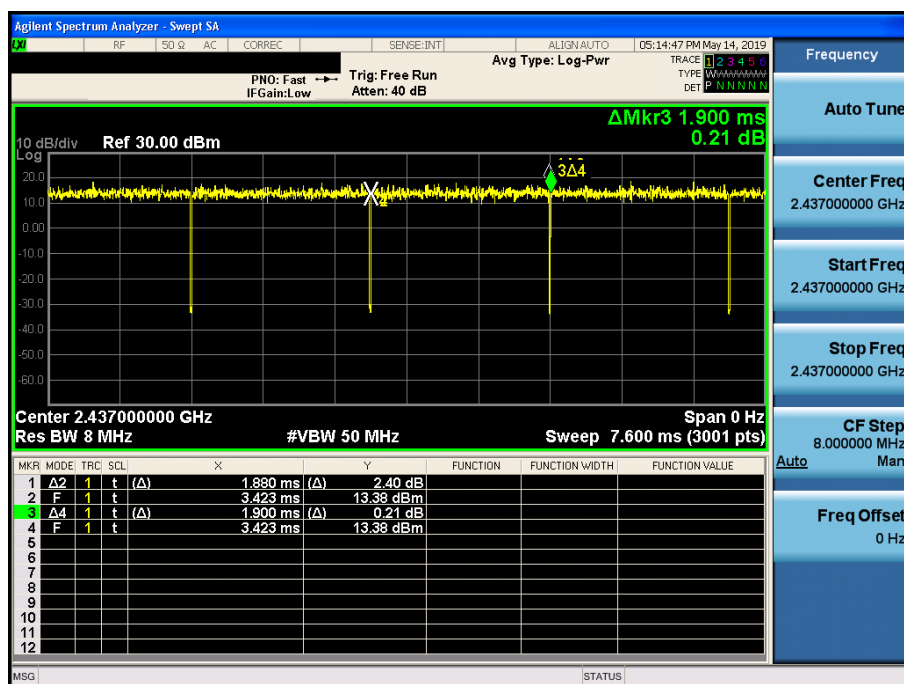 Agilent Spectrum Analyzer - Swept SA
LXI RF 50 Ω AC CORREC SENSE:INT ALIGN AUTO 05:14:47 PM May 14, 2019
Frequency
PNO: Fast Trig: Free Run Avg Type: Log-Pwr TRACE 1 2 3 4 5 6
IFGain:Low Atten: 40 dB TYPE WWWWWW
DET P N N N N N
Auto Tune
ΔMkr3 1.900 ms
0.21 dB
10 dB/div Ref 30.00 dBm
Log
20.0
10.0
0.00
-10.0
-20.0
-30.0
-40.0
-50.0
-60.0
3Δ4
Center Freq
2.437000000 GHz
Start Freq
2.437000000 GHz
Stop Freq
2.437000000 GHz
CF Step
8.000000 MHz
Auto Man
Freq Offset
0 Hz
Center 2.437000000 GHz Span 0 Hz
Res BW 8 MHz #VBW 50 MHz Sweep 7.600 ms (3001 pts)
MKR MODE TRC SCL X Y FUNCTION FUNCTION WIDTH FUNCTION VALUE
1 Δ2 1 t (Δ) 1.880 ms (Δ) 2.40 dB
2 F 1 t 3.423 ms 13.38 dBm
3 Δ4 1 t (Δ) 1.900 ms (Δ) 0.21 dB
4 F 1 t 3.423 ms 13.38 dBm
5
6
7
8
9
10
11
12
MSG STATUS